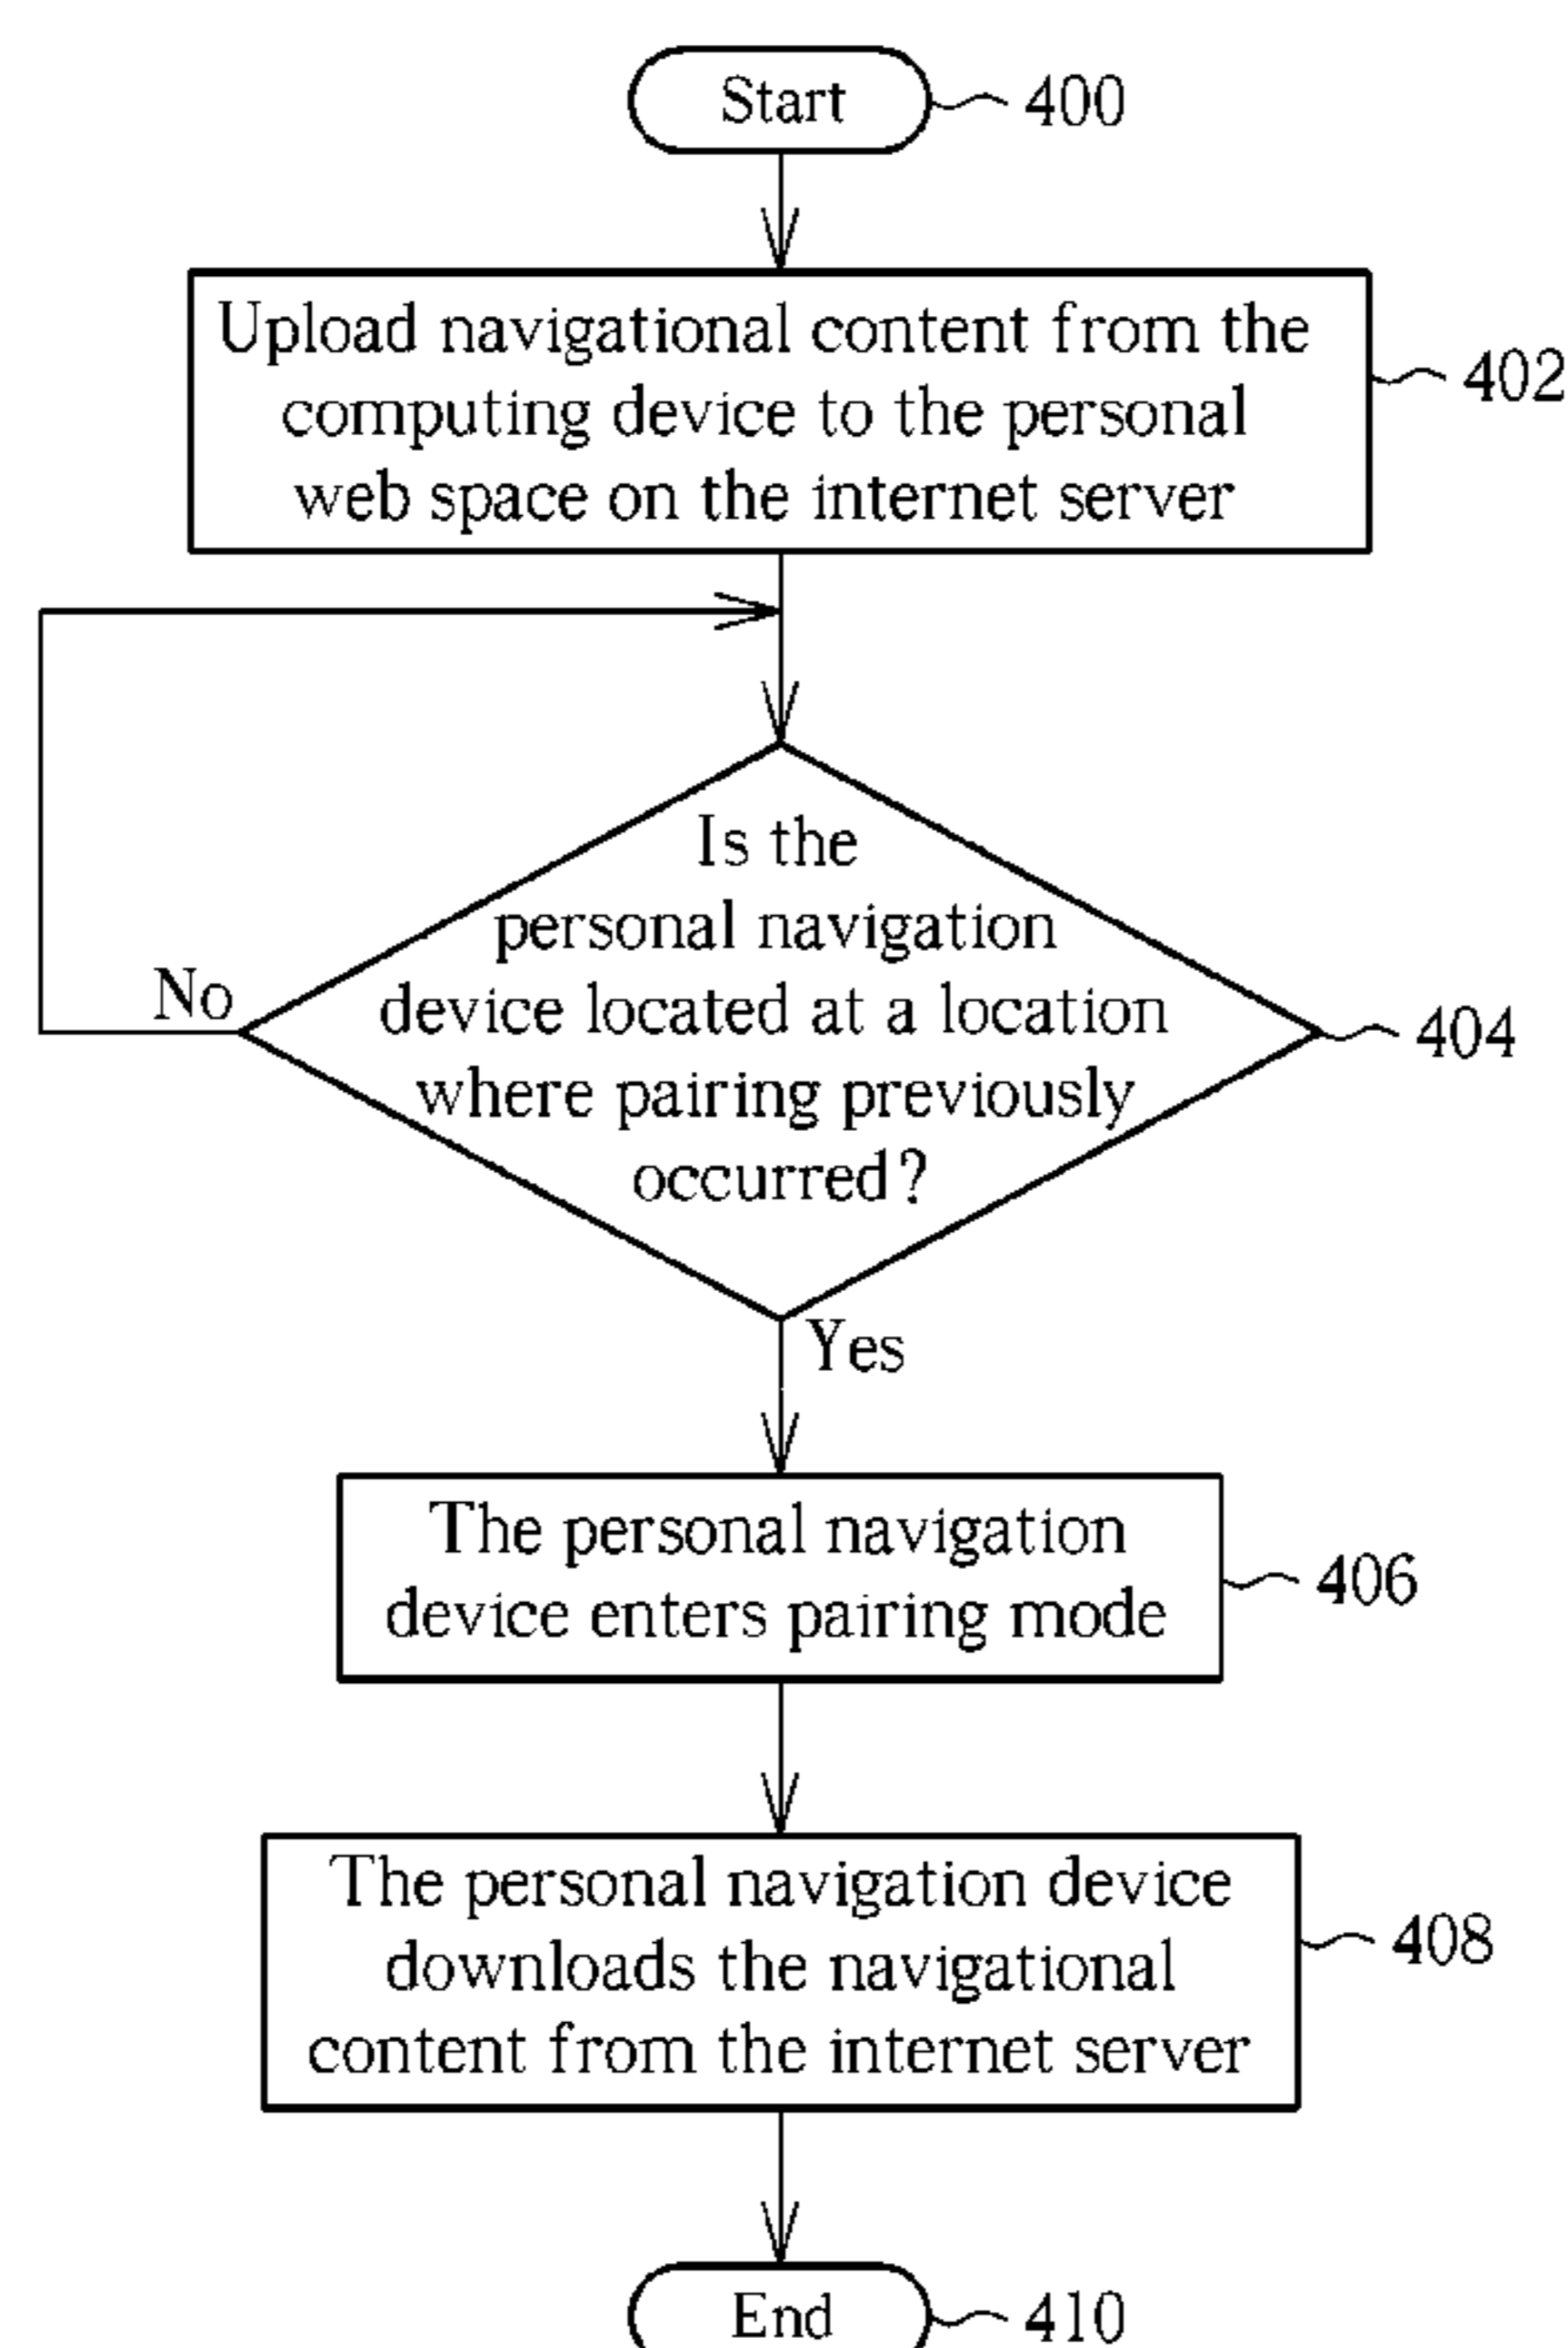 Start
400
Upload navigational content from the
computing device to the personal
web space on the internet server
402
Is the
personal navigation
device located at a location
where pairing previously
occurred?
No
404
Yes
The personal navigation
device enters pairing mode
406
The personal navigation device
downloads the navigational
content from the internet server
408
End
410